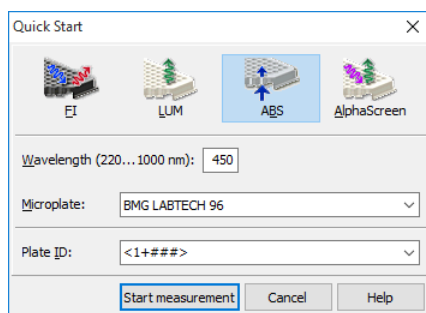 Quick Start
FI LUM ABS AlphaScreen
Wavelength (220...1000 nm): 450
Microplate: BMG LABTECH 96
Plate ID: <1+###>
Start measurement Cancel Help